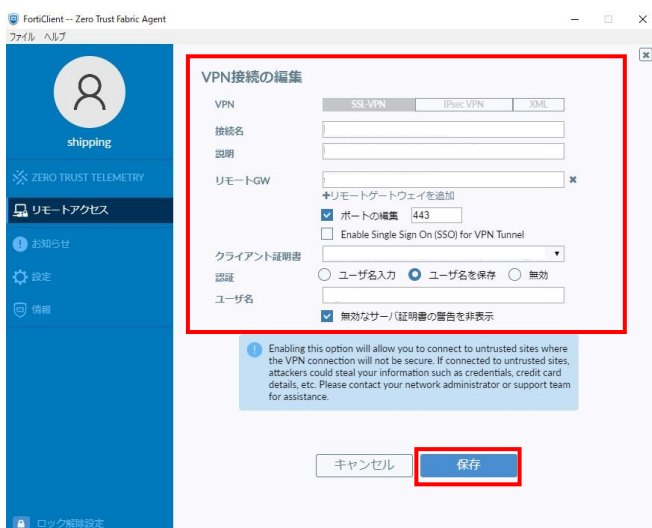 FortiClient -- Zero Trust Fabric Agent
ファイル ヘルプ
shipping
ZERO TRUST TELEMETRY
リモートアクセス
お知らせ
設定
情報
ロック解除設定
VPN接続の編集
VPN SSL-VPN IPsec VPN XML
接続名
説明
リモートGW
+リモートゲートウェイを追加
ポートの編集 443
Enable Single Sign On (SSO) for VPN Tunnel
クライアント証明書
認証 ユーザ名入力 ユーザ名を保存 無効
ユーザ名
無効なサーバ証明書の警告を非表示
Enabling this option will allow you to connect to untrusted sites where
the VPN connection will not be secure. If connected to untrusted sites,
attackers could steal your information such as credentials, credit card
details, etc. Please contact your network administrator or support team
for assistance.
キャンセル 保存